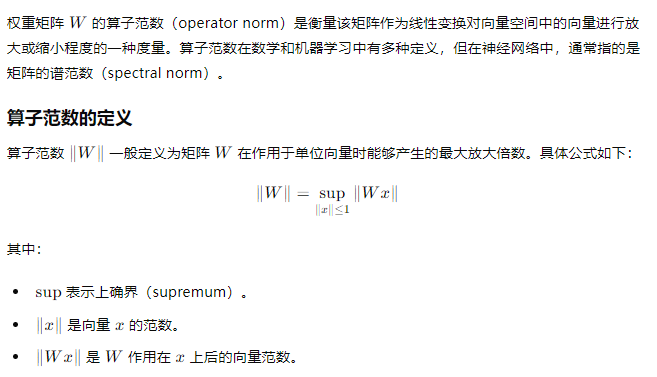 权重矩阵 W 的算子范数（operator norm）是衡量该矩阵作为线性变换对向量空间中的向量进行放
大或缩小程度的一种度量。算子范数在数学和机器学习中有多种定义，但在神经网络中，通常指的是
矩阵的谱范数（spectral norm）。
算子范数的定义
算子范数 ‖W‖ 一般定义为矩阵 W 在作用于单位向量时能够产生的最大放大倍数。具体公式如下：
‖W‖ = sup ‖Wx‖
‖x‖≤1
其中：
• sup 表示上确界（supremum）。
• ‖x‖ 是向量 x 的范数。
• ‖Wx‖ 是 W 作用在 x 上后的向量范数。